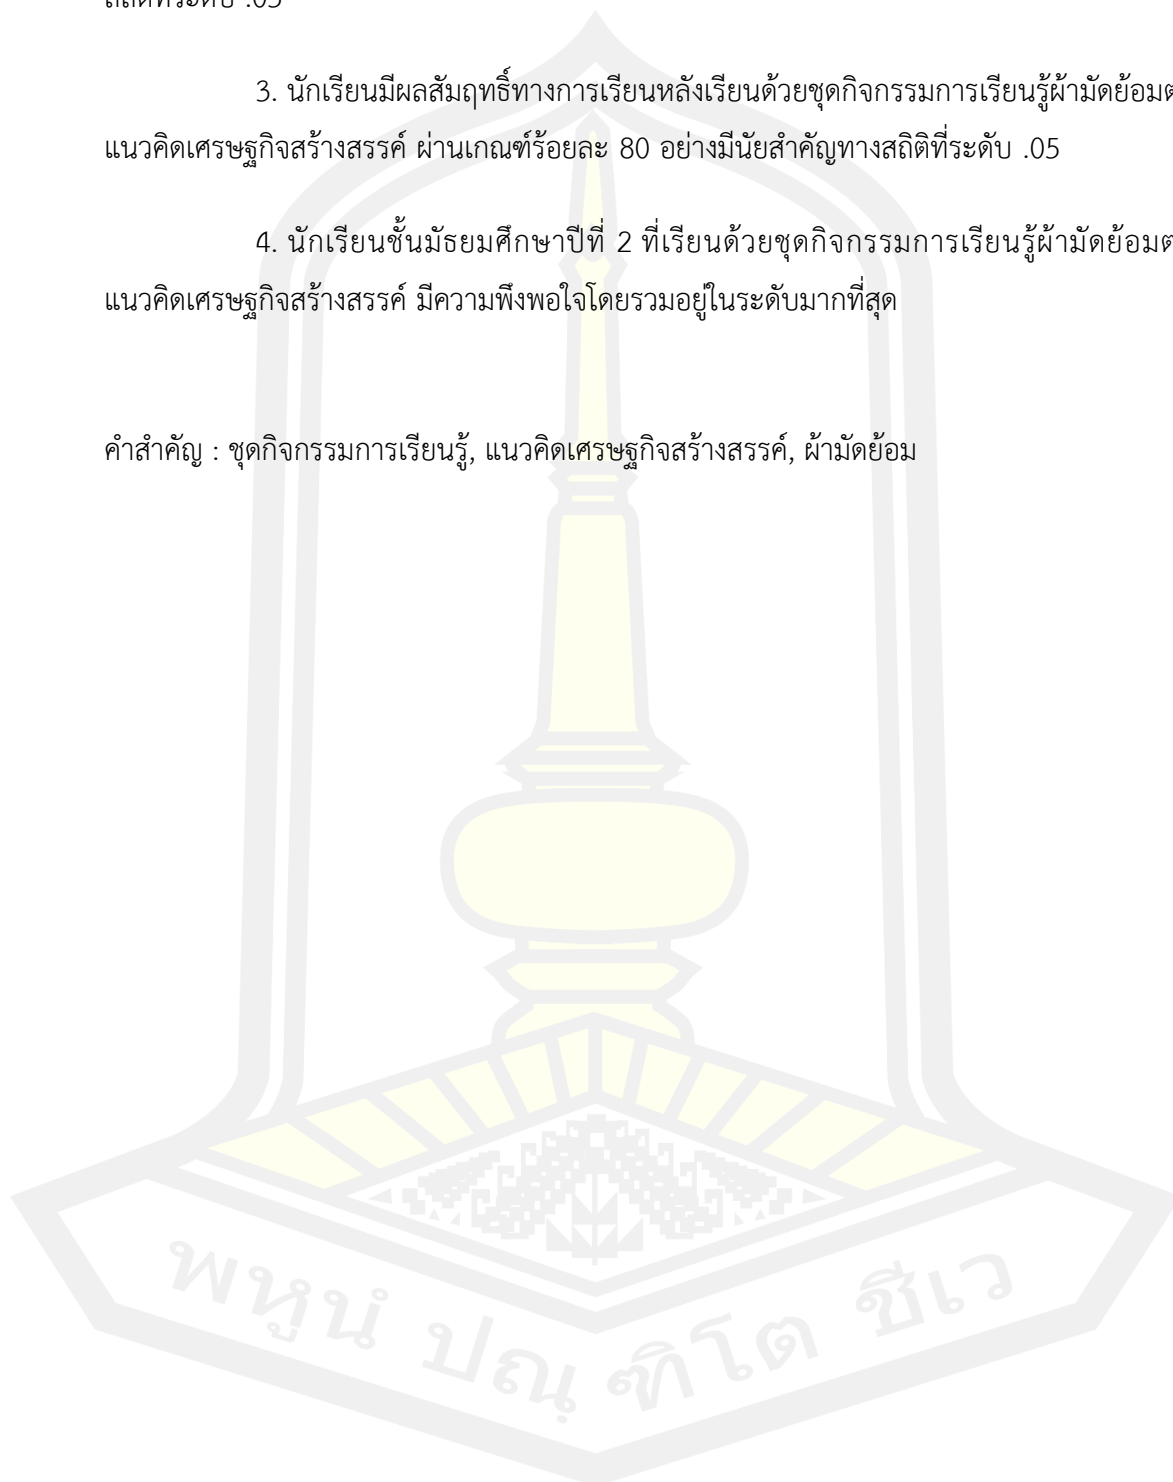 3. นักเรียนมีผลสัมฤทธิ์ทางการเรียนหลังเรียนด้วยชุดกิจกรรมการเรียนรู้ผ้ามัดย้อม
แนวคิดเศรษฐกิจสร้างสรรค์ ผ่านเกณฑ์ร้อยละ 80 อย่างมีนัยสำคัญทางสถิติที่ระดับ .05
4. นักเรียนชั้นมัธยมศึกษาปีที่ 2 ที่เรียนด้วยชุดกิจกรรมการเรียนรู้ผ้ามัดย้อม
แนวคิดเศรษฐกิจสร้างสรรค์ มีความพึงพอใจโดยรวมอยู่ในระดับมากที่สุด
คำสำคัญ : ชุดกิจกรรมการเรียนรู้, แนวคิดเศรษฐกิจสร้างสรรค์, ผ้ามัดย้อม
พหูนํ ปณฺฑิโต ชีเว